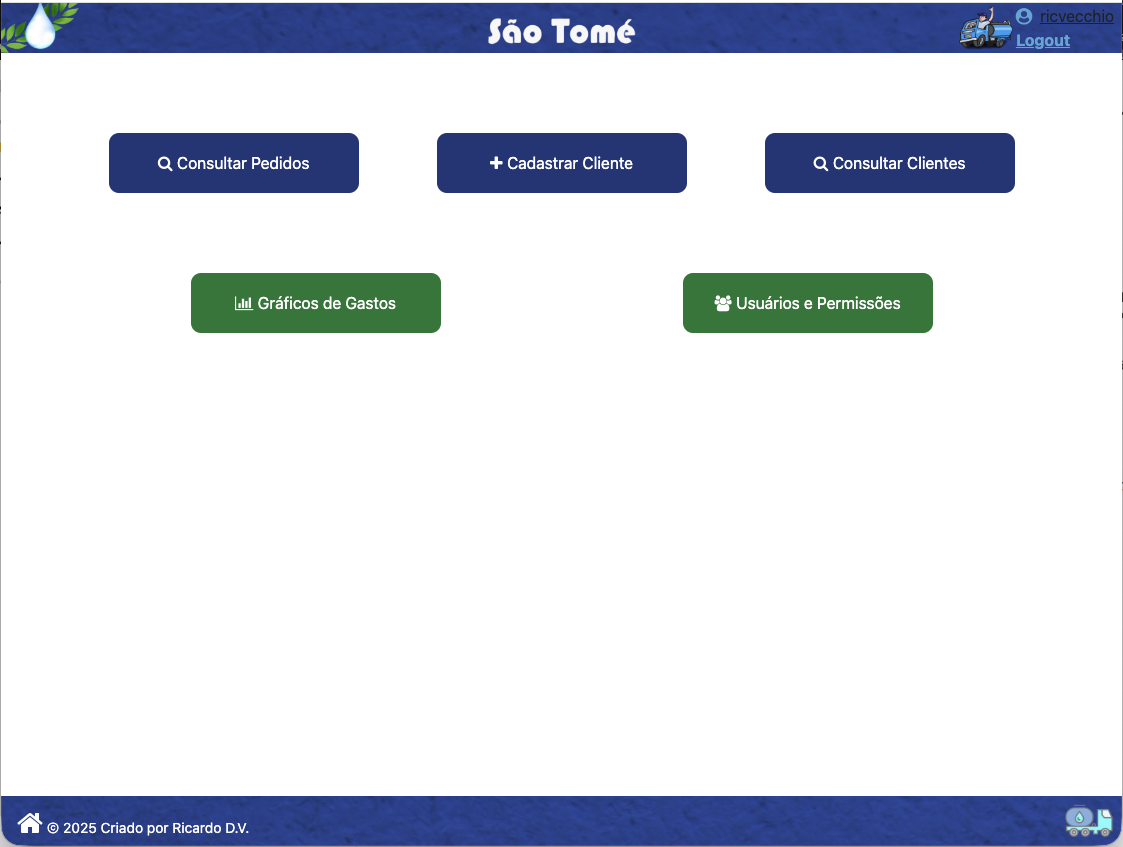 São Tomé
ricvecchio
Logout
Consultar Pedidos
Cadastrar Cliente
Consultar Clientes
Gráficos de Gastos
Usuários e Permissões
© 2025 Criado por Ricardo D.V.